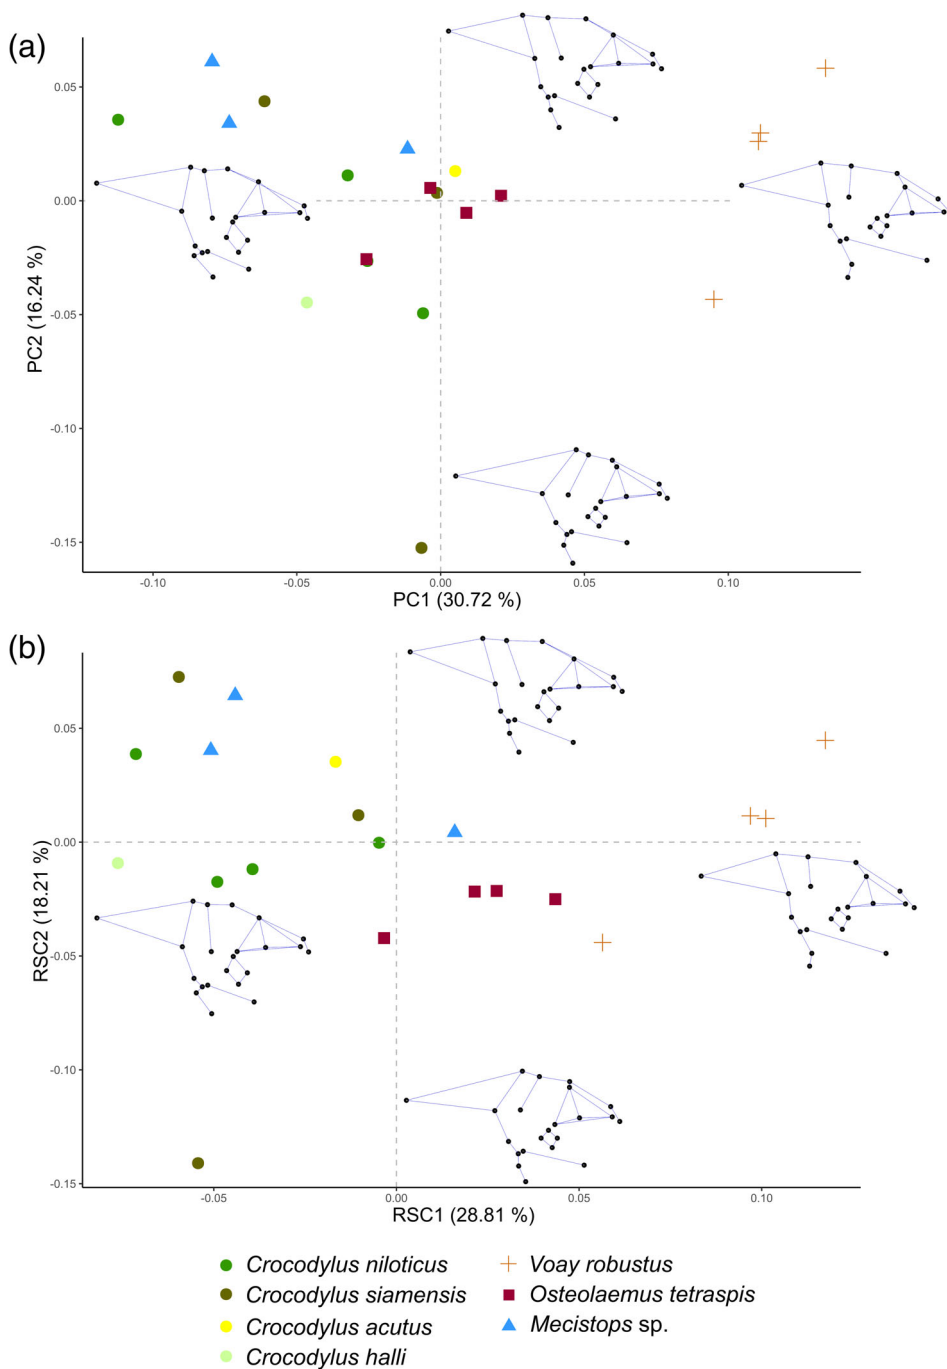 (a)
0.05
0.00
-0.05
-0.10
-0.15
PC2 (16.24 %)
-0.10
-0.05
0.00
0.05
0.10
PC1 (30.72 %)
(b)
0.05
0.00
-0.05
-0.10
-0.15
RSC2 (18.21 %)
-0.05
0.00
0.05
0.10
RSC1 (28.81 %)
Crocodylus niloticus
Crocodylus siamensis
Crocodylus acutus
Crocodylus halli
Voay robustus
Osteolaemus tetraspis
Mecistops sp.